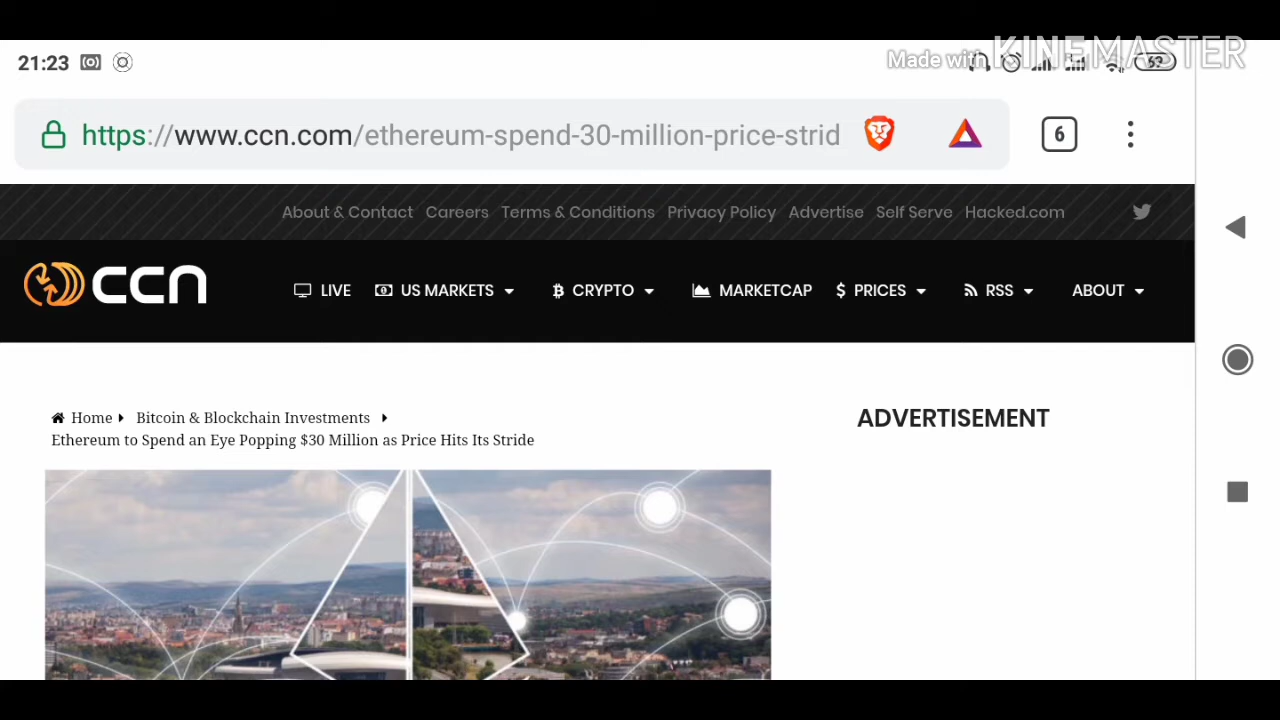 Made with KINEMASTER
21:23
63
https://www.ccn.com/ethereum-spend-30-million-price-strid
6
About & Contact Careers Terms & Conditions Privacy Policy Advertise Self Serve Hacked.com
CCN LIVE US MARKETS CRYPTO MARKETCAP $ PRICES RSS ABOUT
Home Bitcoin & Blockchain Investments
Ethereum to Spend an Eye Popping $30 Million as Price Hits Its Stride
ADVERTISEMENT